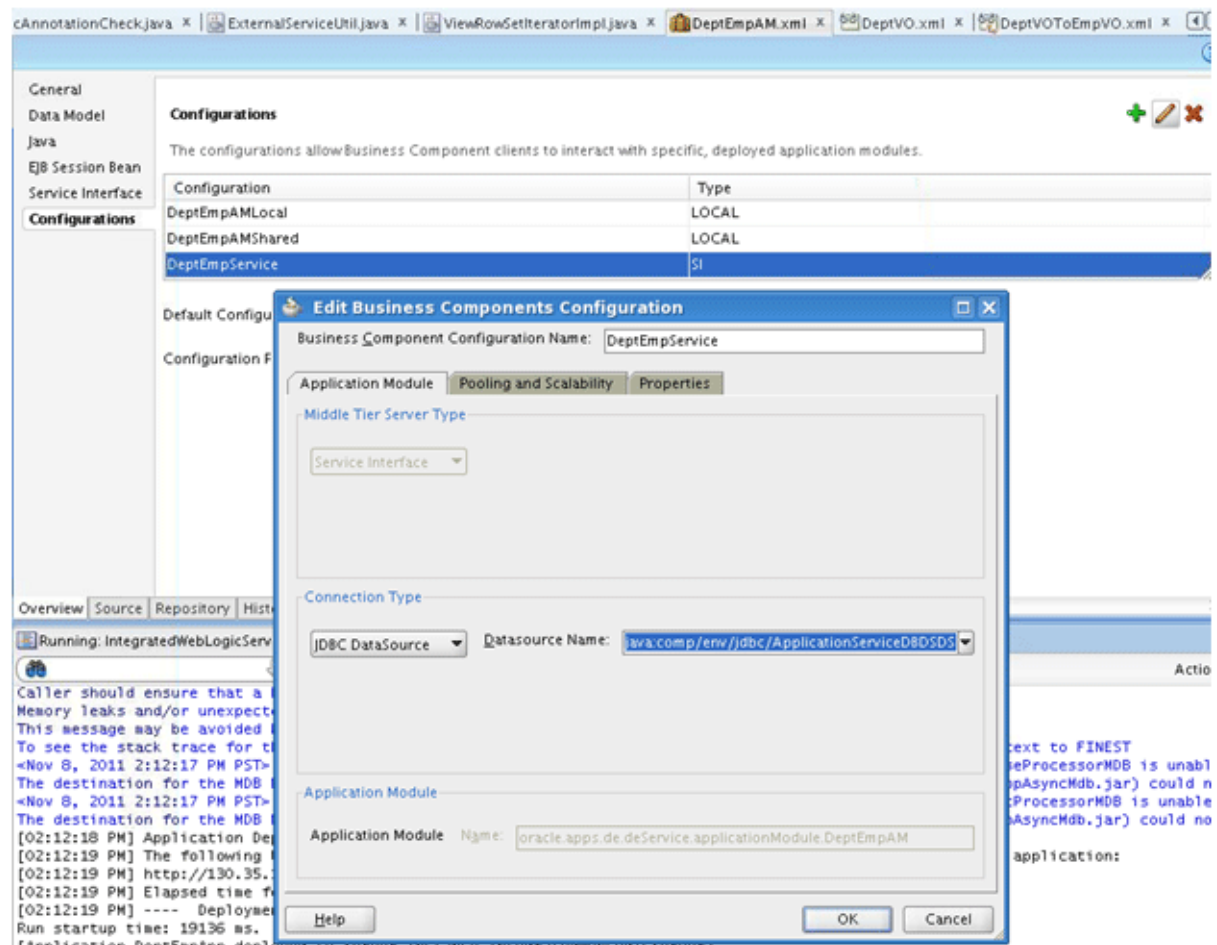 cAnnotationCheck.java × ExternalServiceUtil.java × ViewRowSetIteratorImpl.java × DeptEmpAM.xml × DeptVO.xml × DeptVOToEmpVO.xml ×
General
Data Model
Java
EJB Session Bean
Service Interface
Configurations
Configurations
The configurations allow Business Component clients to interact with specific, deployed application modules.
Configuration Type
DeptEmpAMLocal LOCAL
DeptEmpAMShared LOCAL
DeptEmpService SI
Default Configu
Configuration F
Edit Business Components Configuration
Business Component Configuration Name: DeptEmpService
Application Module Pooling and Scalability Properties
Middle Tier Server Type
Service Interface
Connection Type
JDBC DataSource Datasource Name: java:comp/env/jdbc/ApplicationServiceDBDSDS
Application Module
Application Module Name: oracle.apps.de.deService.applicationModule.DeptEmpAM
Help OK Cancel
Overview Source Repository Histo
Running: IntegratedWebLogicServ
Actio
Caller should ensure that a
Memory leaks and/or unexpect
This message may be avoided
To see the stack trace for t text to FINEST
<Nov 8, 2011 2:12:17 PM PST> seProcessorMDB is unabl
The destination for the MDB ppAsyncMdb.jar) could n
<Nov 8, 2011 2:12:17 PM PST> tProcessorMDB is unable
The destination for the MDB pAsyncMdb.jar) could no
[02:12:18 PM] Application Dep
[02:12:19 PM] The following application:
[02:12:19 PM] http://130.35.
[02:12:19 PM] Elapsed time f
[02:12:19 PM] ---- Deployme
Run startup time: 19136 ms.